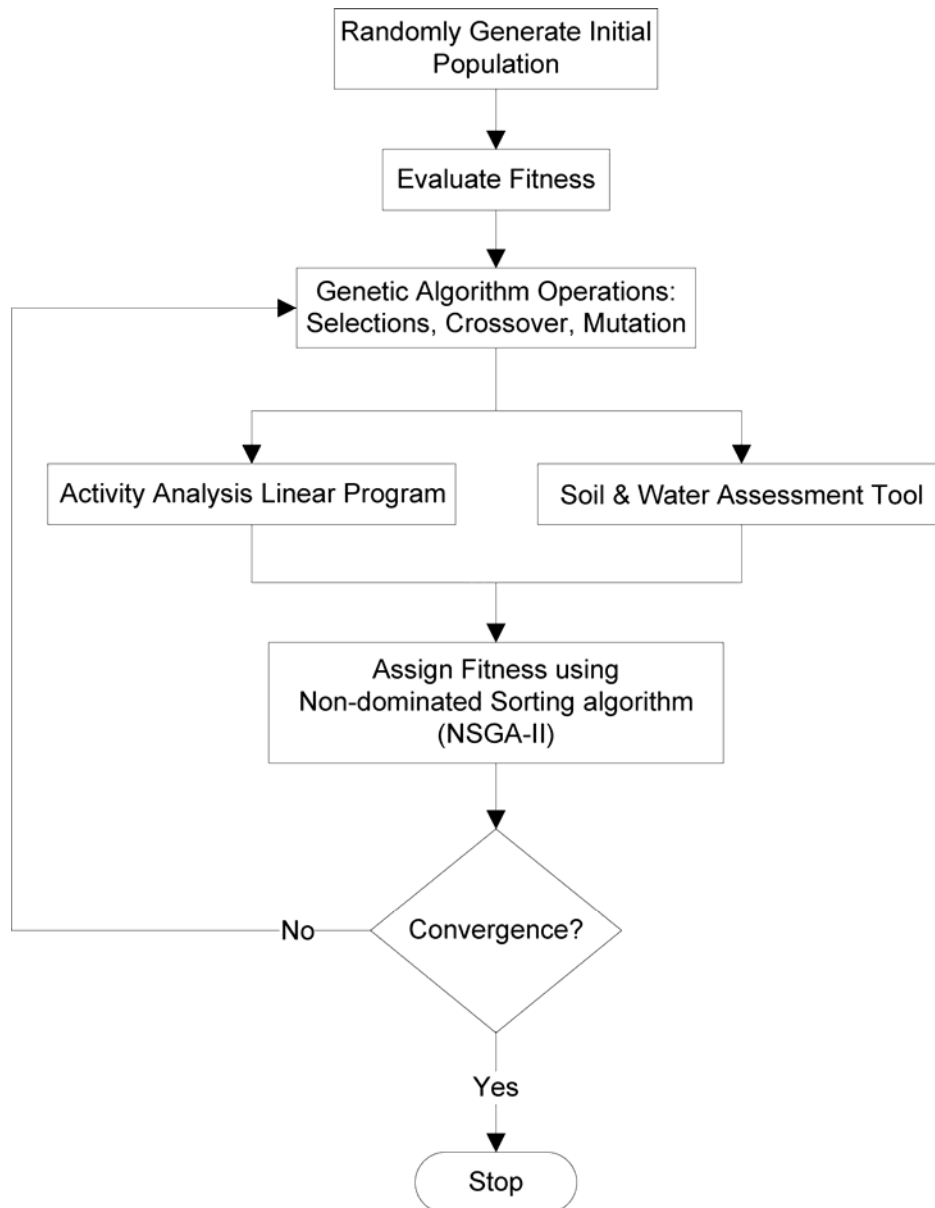 Randomly Generate Initial
Population
Evaluate Fitness
Genetic Algorithm Operations:
Selections, Crossover, Mutation
Activity Analysis Linear Program
Soil & Water Assessment Tool
Assign Fitness using
Non-dominated Sorting algorithm
(NSGA-II)
Convergence?
No
Yes
Stop